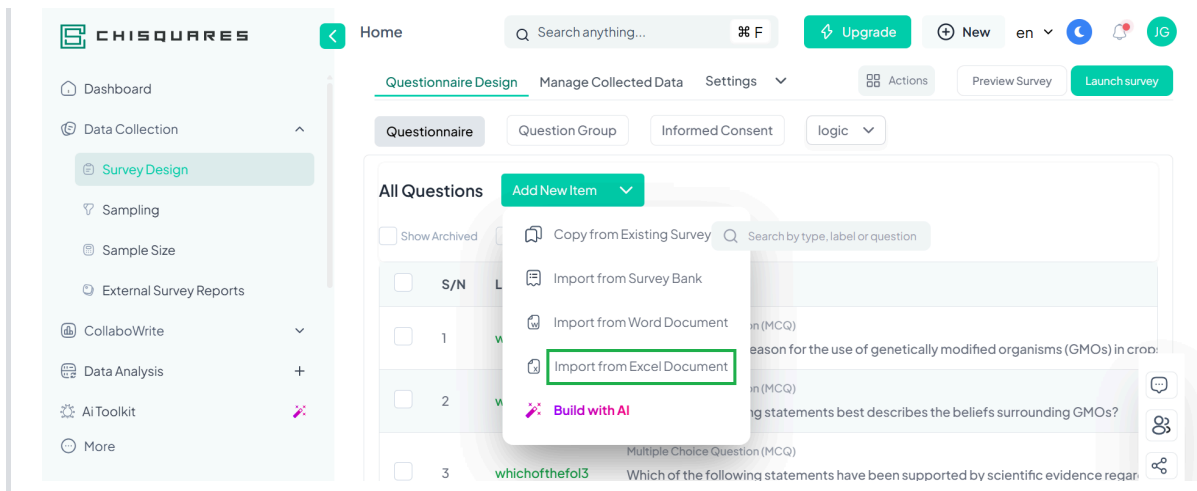 CHISQUARES
Home
Search anything...
⌘ F
Upgrade
New
en
JG
Dashboard
Data Collection
Survey Design
Sampling
Sample Size
External Survey Reports
CollaboWrite
Data Analysis
Ai Toolkit
More
Questionnaire Design
Manage Collected Data
Settings
Actions
Preview Survey
Launch survey
Questionnaire
Question Group
Informed Consent
logic
All Questions
Add New Item
Show Archived
Copy from Existing Survey
Search by type, label or question
Import from Survey Bank
Import from Word Document
Import from Excel Document
Build with AI
S/N
L
1
w
on (MCQ)
eason for the use of genetically modified organisms (GMOs) in crop
2
w
on (MCQ)
ng statements best describes the beliefs surrounding GMOs?
Multiple Choice Question (MCQ)
3
whichofthefol3
Which of the following statements have been supported by scientific evidence regar